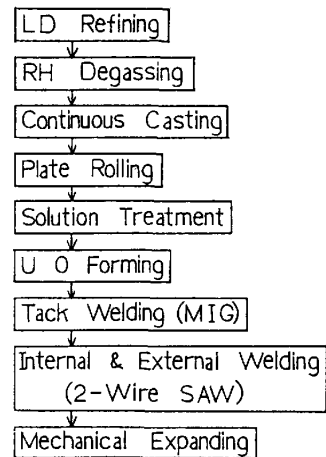 LD Refining
RH Degassing
Continuous Casting
Plate Rolling
Solution Treatment
U O Forming
Tack Welding (MIG)
Internal & External Welding
(2-Wire SAW)
Mechanical Expanding